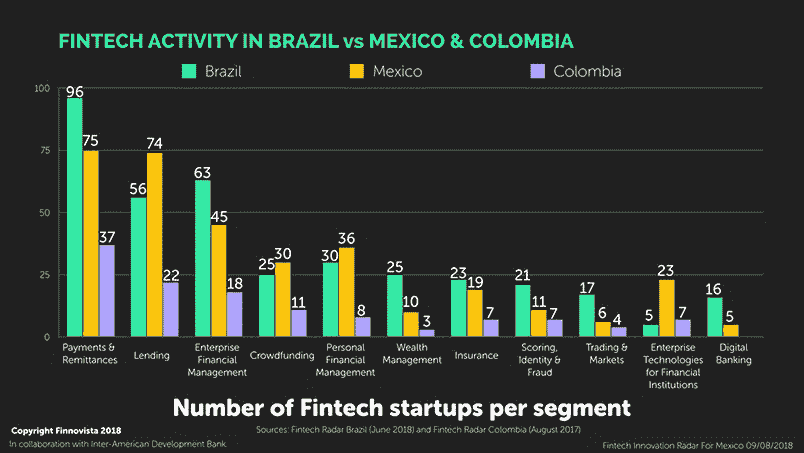 FINTECH ACTIVITY IN BRAZIL vs MEXICO & COLOMBIA
Brazil Mexico Colombia
100
75
50
25
0
96 75 37
56 74 22
63 45 18
25 30 11
30 36 8
25 10 3
23 19 7
21 11 7
17 6 4
5 23 7
16 5
Payments &
Remittances
Lending
Enterprise
Financial
Management
Crowdfunding
Personal
Financial
Management
Wealth
Management
Insurance
Scoring,
Identity &
Fraud
Trading &
Markets
Enterprise
Technologies
for Financial
Institutions
Digital
Banking
Number of Fintech startups per segment
Sources: Fintech Radar Brazil (June 2018) and Fintech Radar Colombia (August 2017)
Copyright Finnovista 2018
In collaboration with Inter-American Development Bank.
Fintech Innovation Radar For Mexico 09/08/2018